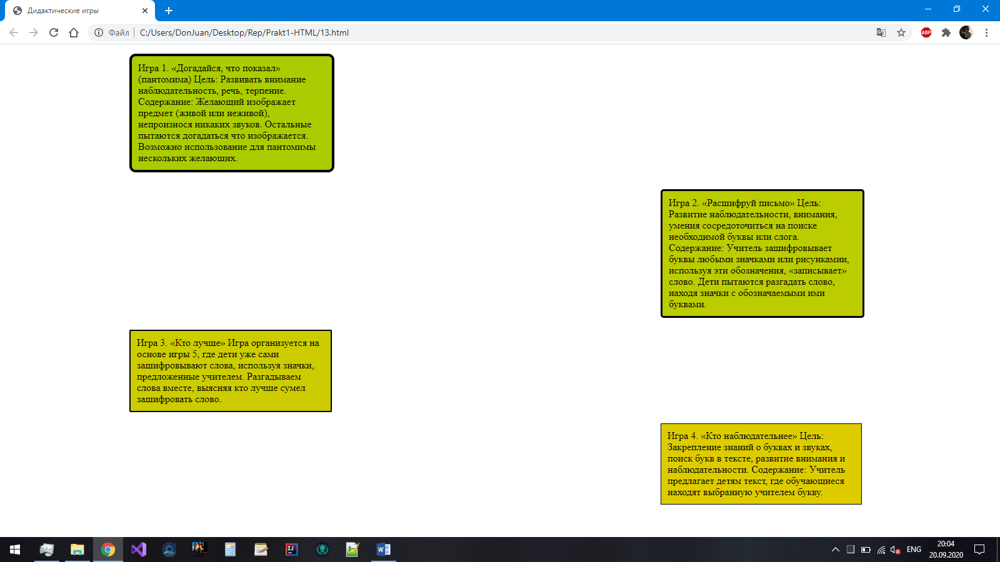 Дидактические игры
Файл
C:/Users/DonJuan/Desktop/Rep/Prakt1-HTML/13.html
ABP
Игра 1. «Догадайся, что показал»
(пантомима) Цель: Развивать внимание
наблюдательность, речь, терпение.
Содержание: Желающий изображает
предмет (живой или неживой),
непроизнося никаких звуков. Остальные
пытаются догадаться что изображается.
Возможно использование для пантомимы
нескольких желающих.
Игра 2. «Расшифруй письмо» Цель:
Развитие наблюдательности, внимания,
умения сосредоточиться на поиске
необходимой буквы или слога.
Содержание: Учитель зашифровывает
буквы любыми значками или рисункамии,
используя эти обозначения, «записывает»
слово. Дети пытаются разгадать слово,
находя значки с обозначаемыми ими
буквами.
Игра 3. «Кто лучше» Игра организуется на
основе игры 5, где дети уже сами
зашифровывают слова, используя значки,
предложенные учителем. Разгадываем
слова вместе, выясняя кто лучше сумел
зашифровать слово.
Игра 4. «Кто наблюдательнее» Цель:
Закрепление знаний о буквах и звуках,
поиск букв в тексте, развитие внимания и
наблюдательности. Содержание: Учитель
предлагает детям текст, где обучающиеся
находят выбранную учителем букву.
IJ
W
ENG
20:04
20.09.2020